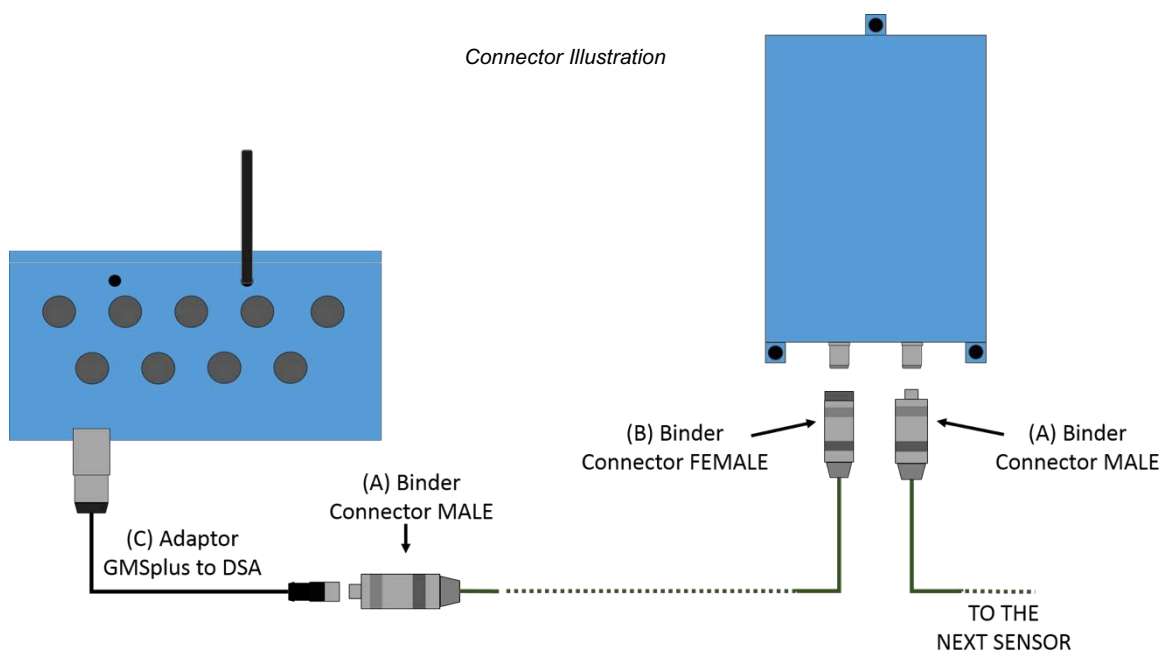 Connector Illustration
(B) Binder
Connector FEMALE
(A) Binder
Connector MALE
(A) Binder
Connector MALE
(C) Adaptor
GMSplus to DSA
TO THE
NEXT SENSOR